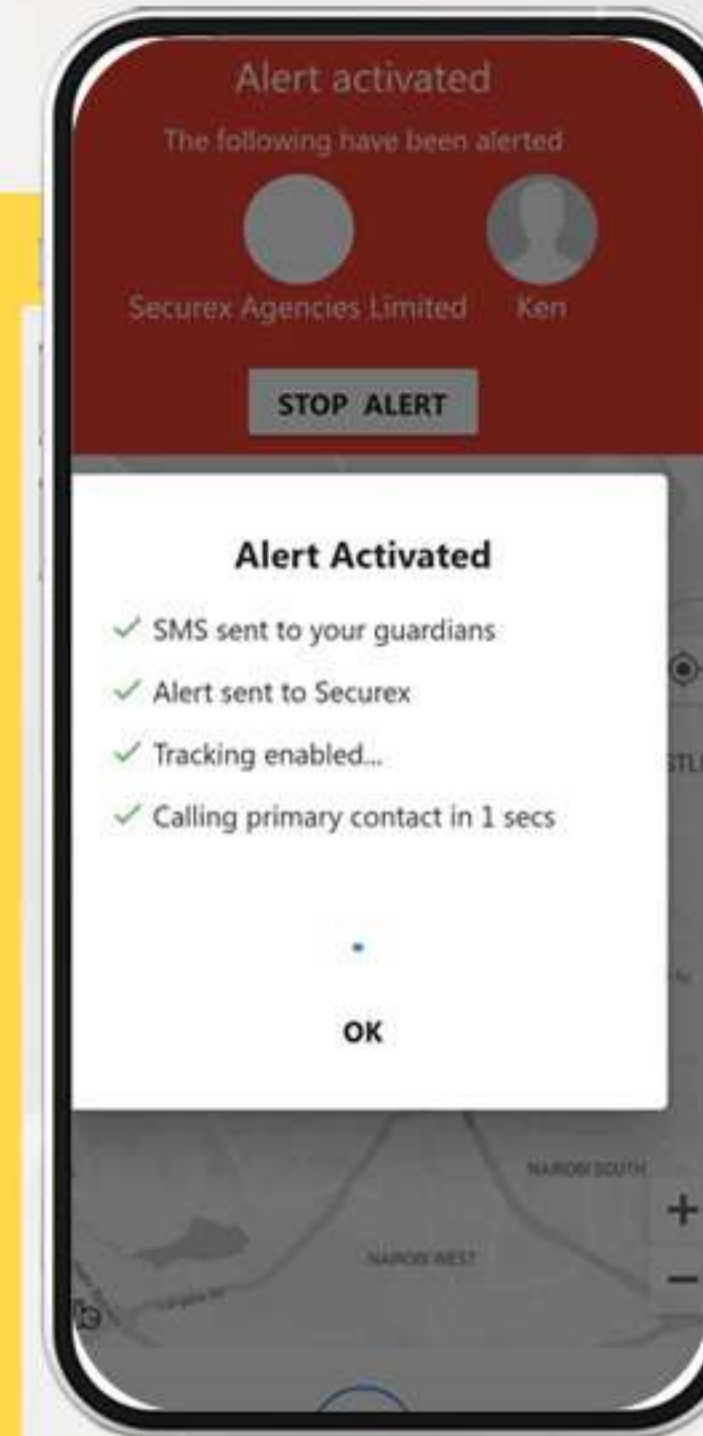 Alert activated
The following have been alerted
Securex Agencies Limited
Ken
STOP ALERT
Alert Activated
SMS sent to your guardians
Alert sent to Securex
Tracking enabled...
Calling primary contact in 1 secs
OK
NAIROBI SOUTH
+
NAIROBI WEST
−